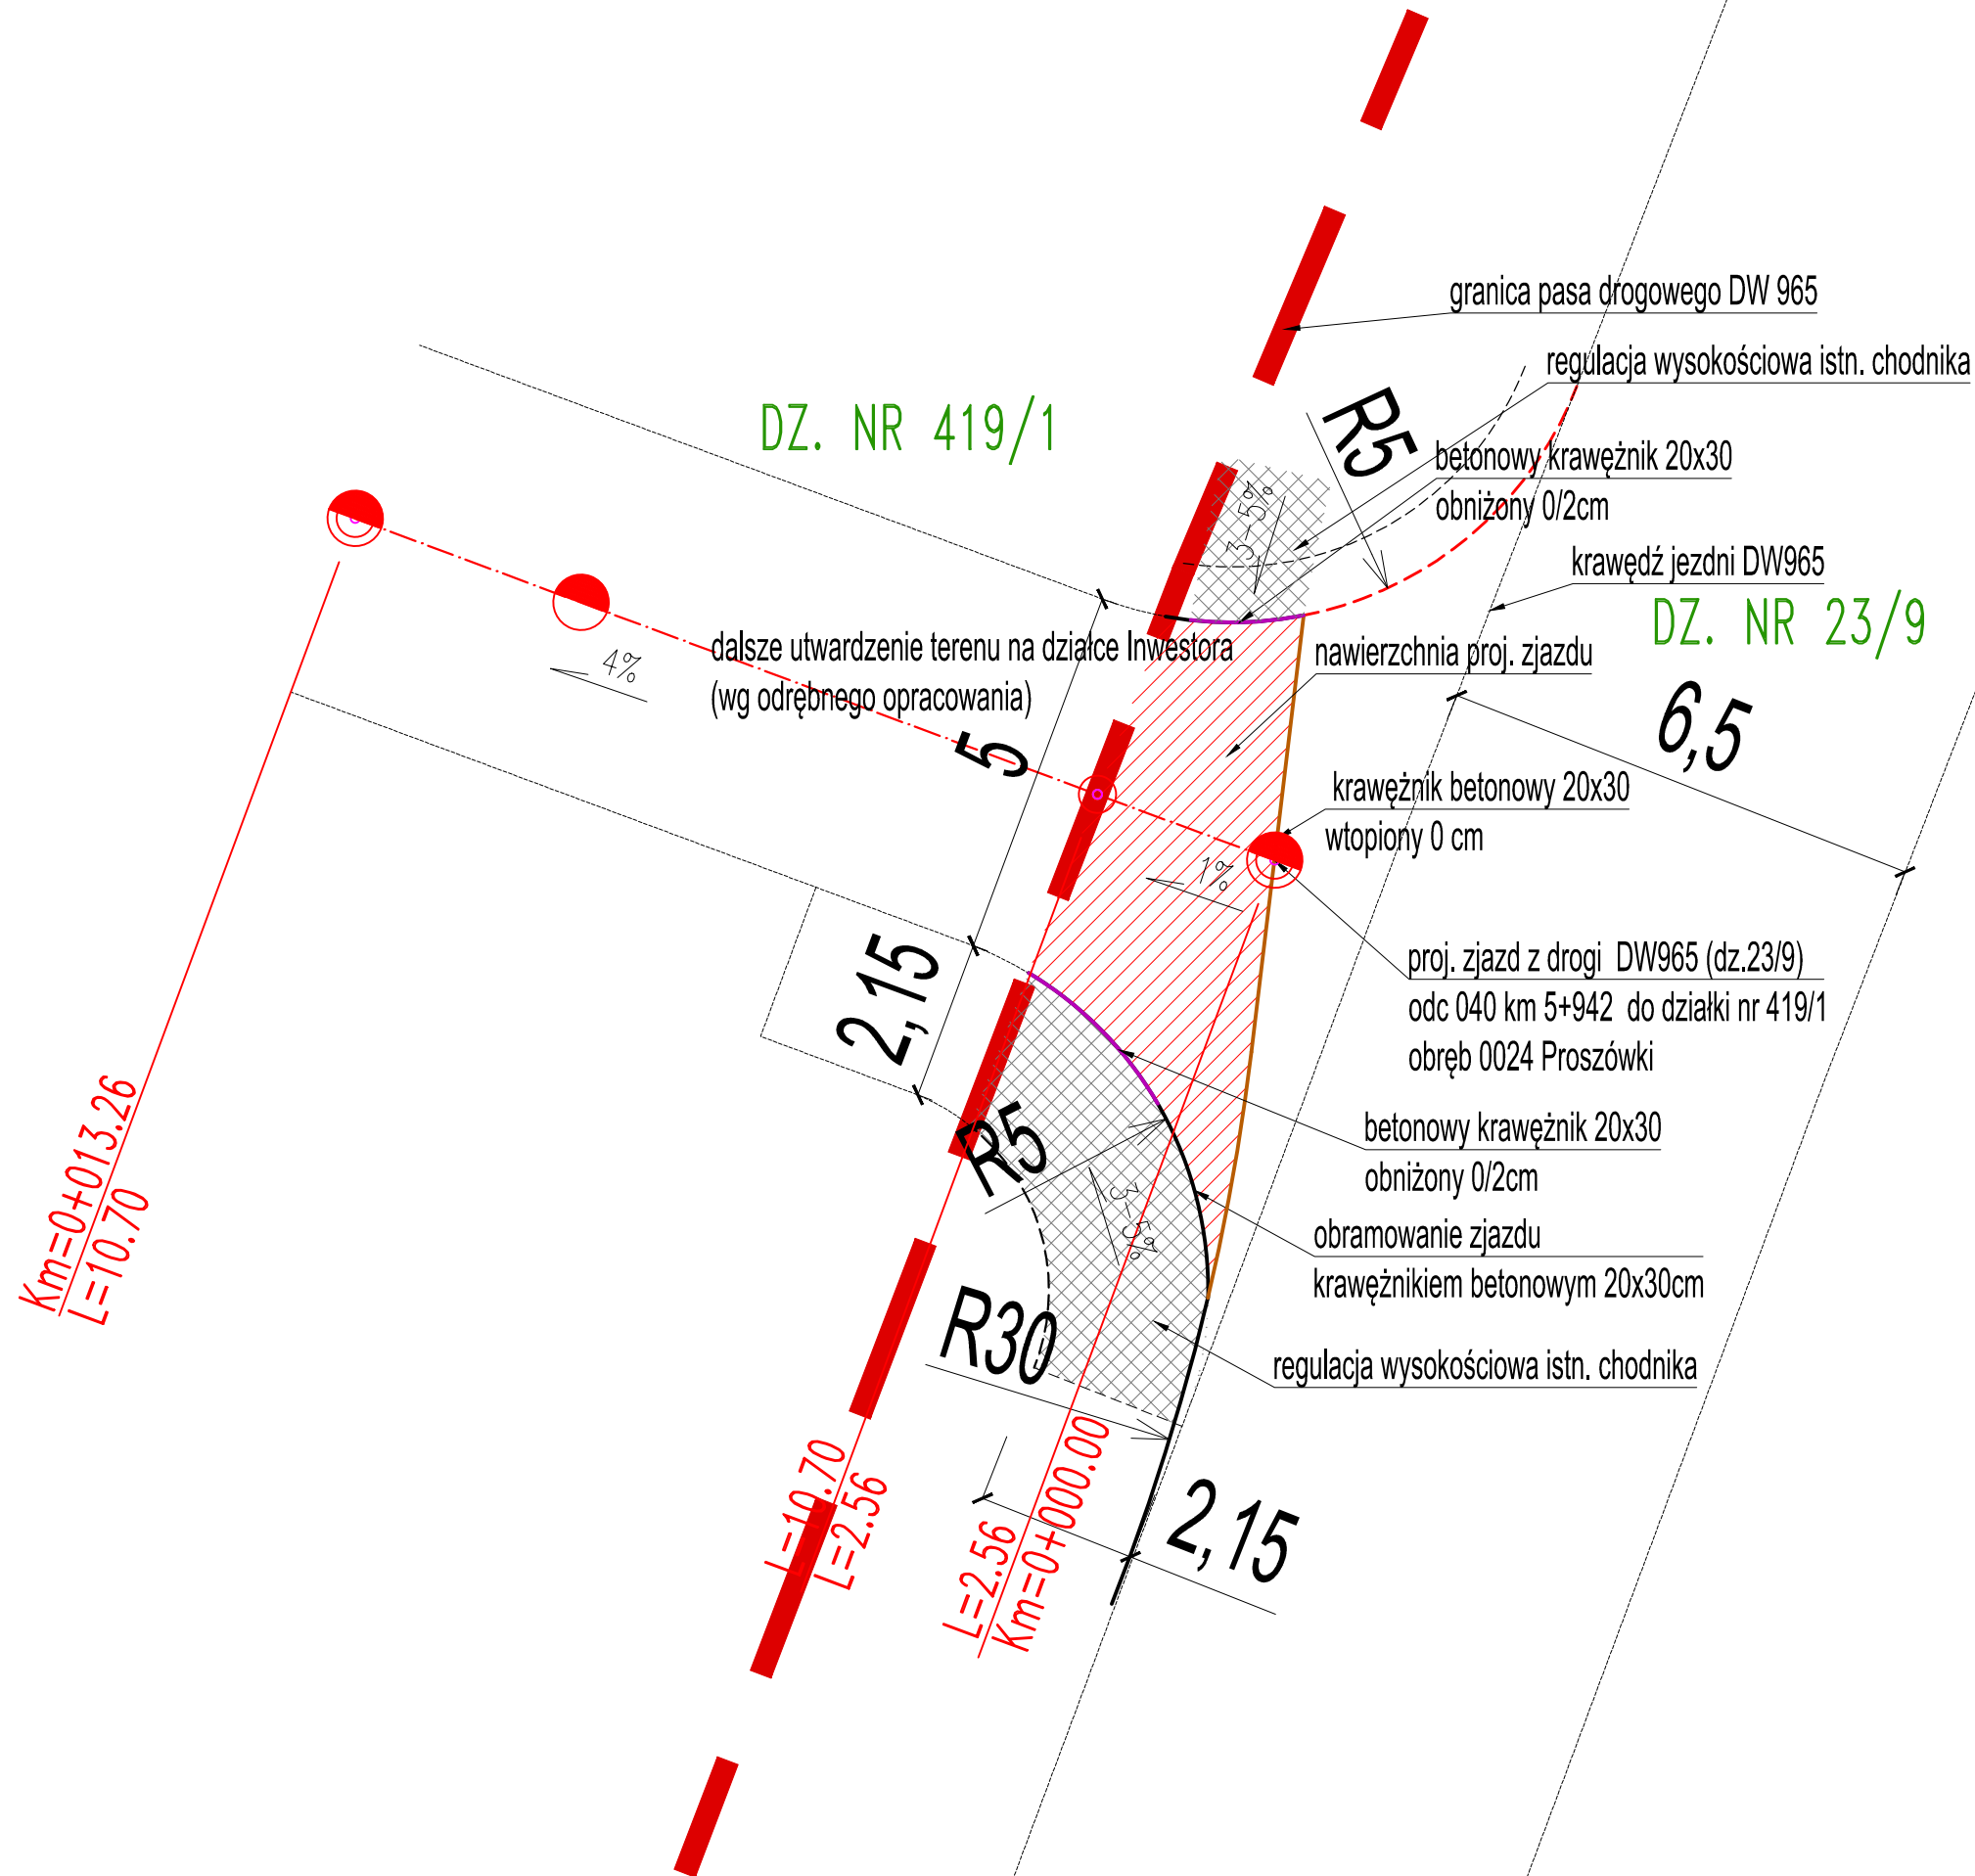 granica pasa drogowego DW 965
regulacja wysokościowa istn. chodnika
DZ. NR 419/1
R5
betonowy krawężnik 20x30
obniżony 0/2cm
3-5%
krawędź jezdni DW965
DZ. NR 23/9
dalsze utwardzenie terenu na działce Inwestora
(wg odrębnego opracowania)
4%
nawierzchnia proj. zjazdu
6,5
5
krawężnik betonowy 20x30
wtopiony 0 cm
1%
2,15
proj. zjazd z drogi DW965 (dz.23/9)
odc 040 km 5+942 do działki nr 419/1
obręb 0024 Proszówki
R5
betonowy krawężnik 20x30
obniżony 0/2cm
3-5%
obramowanie zjazdu
krawężnikiem betonowym 20x30cm
Km=0+013.26
L=10.70
R30
regulacja wysokościowa istn. chodnika
L=10.70
L=2.56
L=2.56
Km=0+000.00
2,15